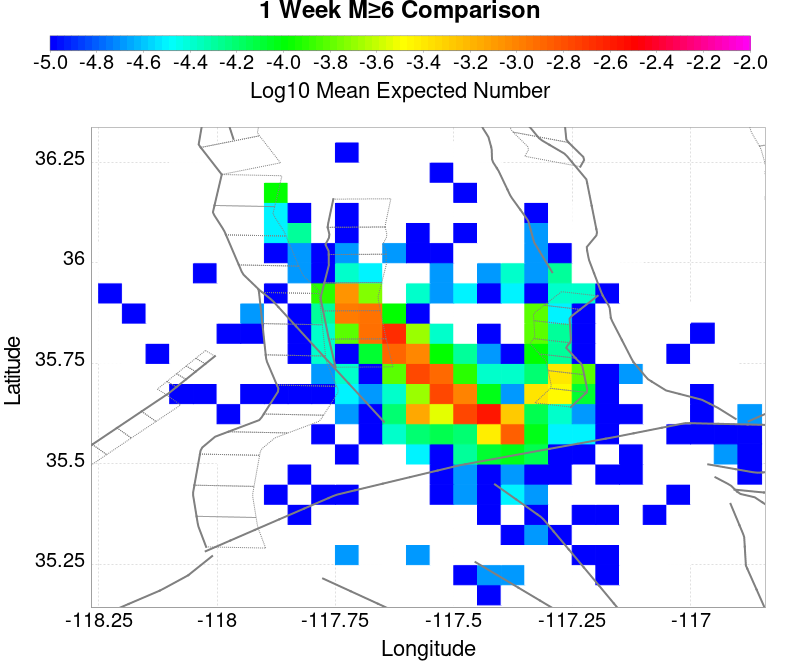 1 Week M≥6 Comparison
-5.0 -4.8 -4.6 -4.4 -4.2 -4.0 -3.8 -3.6 -3.4 -3.2 -3.0 -2.8 -2.6 -2.4 -2.2 -2.0
Log10 Mean Expected Number
36.25
36
35.75
35.5
35.25
Latitude
-118.25 -118 -117.75 -117.5 -117.25 -117
Longitude